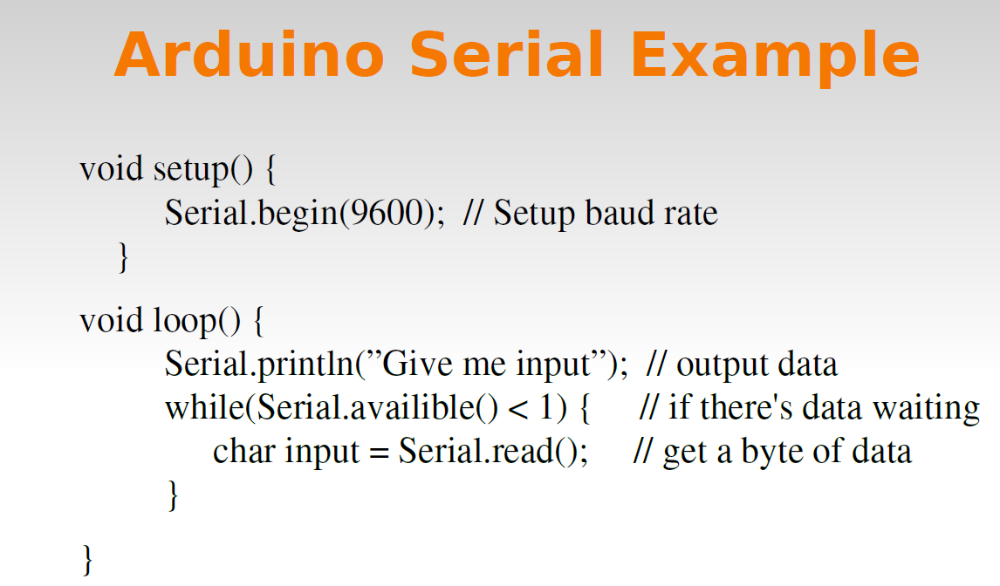 Arduino Serial Example
void setup() {
Serial.begin(9600);  // Setup baud rate
}
void loop() {
Serial.println(”Give me input”);  // output data
while(Serial.availible() < 1) {     // if there's data waiting
char input = Serial.read();     // get a byte of data
}
}